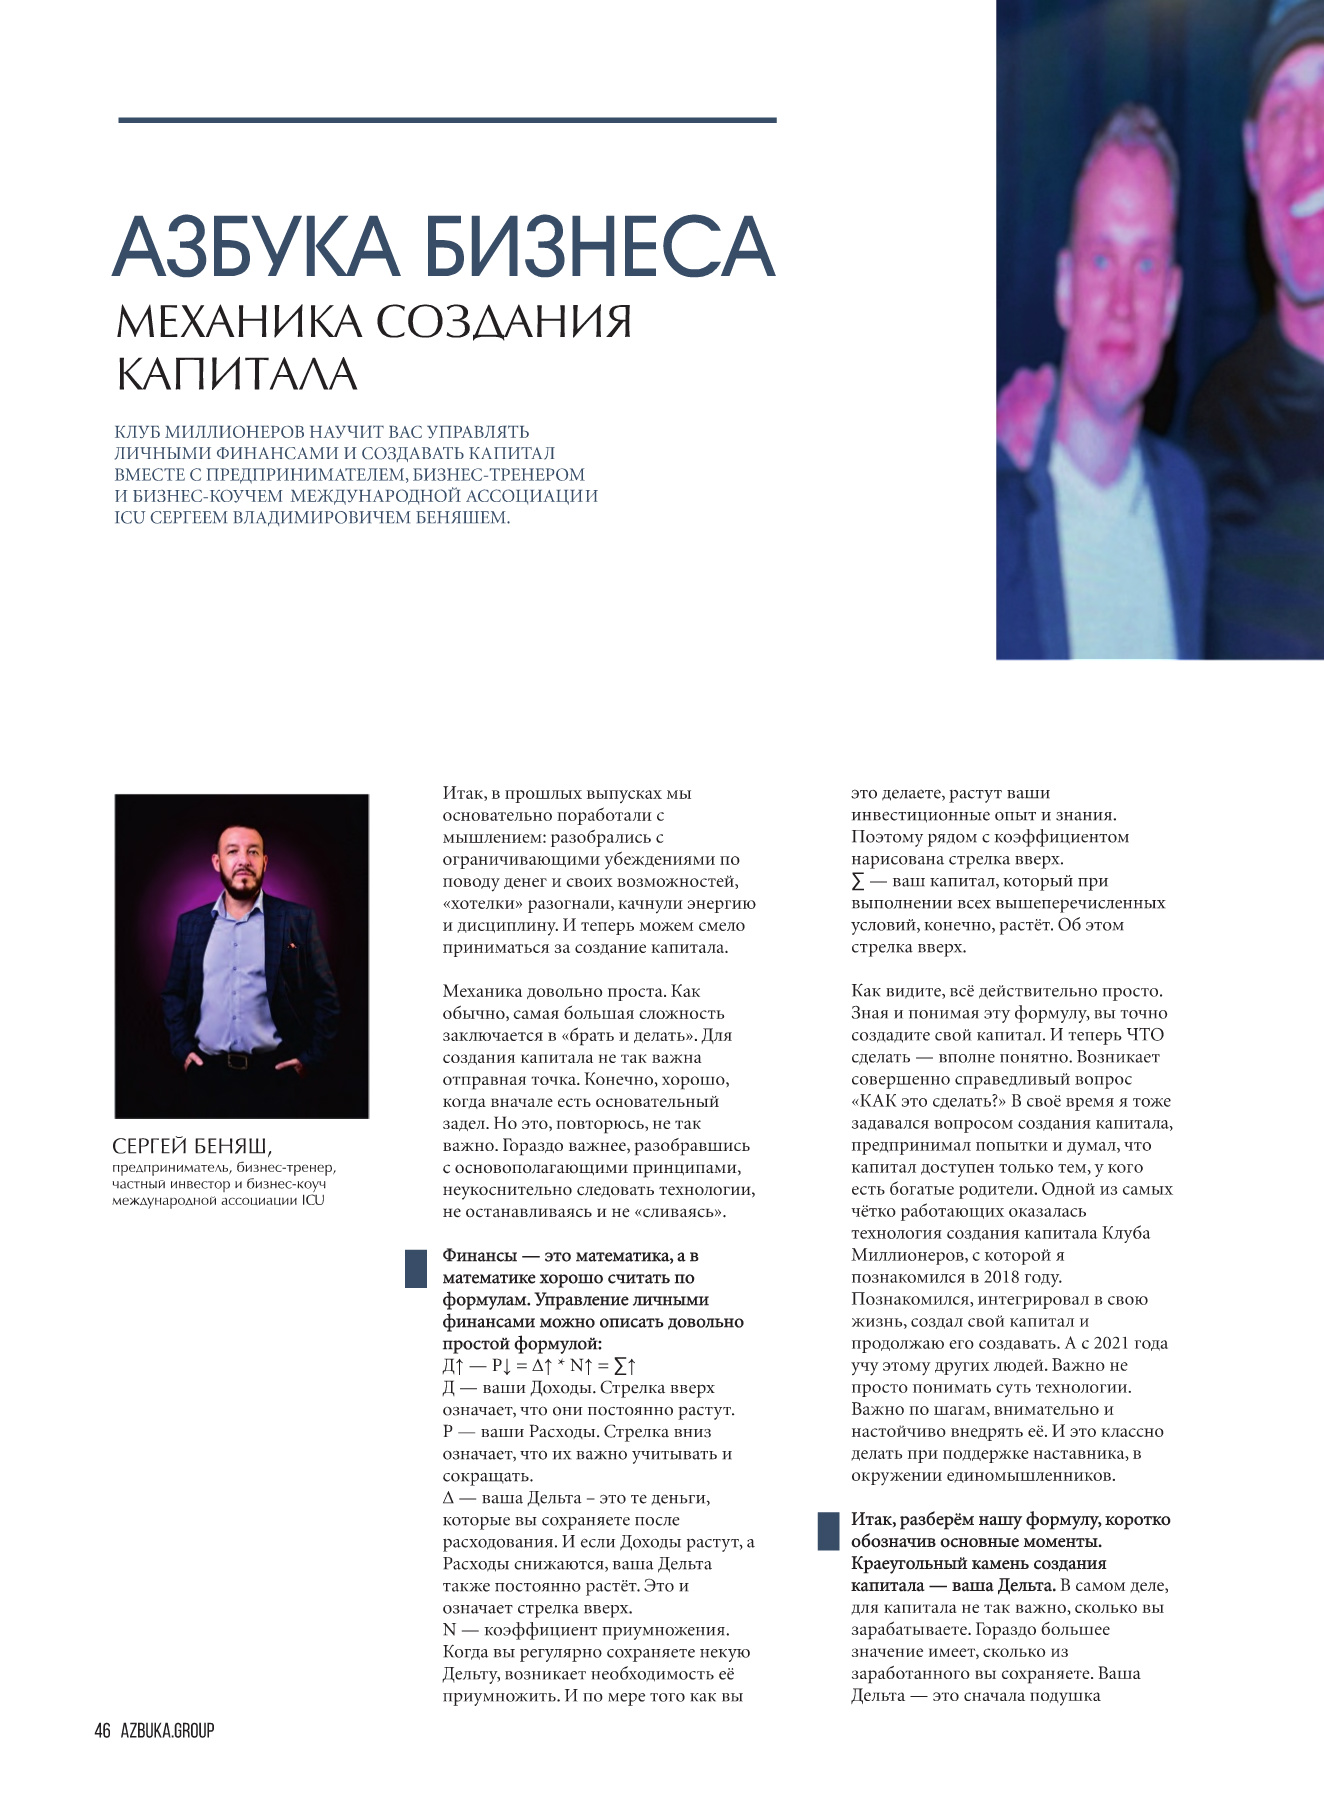 АЗБУКА БИЗНЕСА
МЕХАНИКА СОЗДАНИЯ
КАПИТАЛА
КЛУБ МИЛЛИОНЕРОВ НАУЧИТ ВАС УПРАВЛЯТЬ
ЛИЧНЫМИ ФИНАНСАМИ И СОЗДАВАТЬ КАПИТАЛ
ВМЕСТЕ С ПРЕДПРИНИМАТЕЛЕМ, БИЗНЕС-ТРЕНЕРОМ
И БИЗНЕС-КОУЧЕМ МЕЖДУНАРОДНОЙ АССОЦИАЦИИ
ICU СЕРГЕЕМ ВЛАДИМИРОВИЧЕМ БЕНЯШЕМ.
СЕРГЕЙ БЕНЯШ,
предприниматель, бизнес-тренер,
частный инвестор и бизнес-коуч
международной ассоциации ICU
Итак, в прошлых выпусках мы
основательно поработали с
мышлением: разобрались с
ограничивающими убеждениями по
поводу денег и своих возможностей,
«хотелки» разогнали, качнули энергию
и дисциплину. И теперь можем смело
приниматься за создание капитала.
Механика довольно проста. Как
обычно, самая большая сложность
заключается в «брать и делать». Для
создания капитала не так важна
отправная точка. Конечно, хорошо,
когда вначале есть основательный
задел. Но это, повторюсь, не так
важно. Гораздо важнее, разобравшись
с основополагающими принципами,
неукоснительно следовать технологии,
не останавливаясь и не «сливаясь».
Финансы — это математика, а в
математике хорошо считать по
формулам. Управление личными
финансами можно описать довольно
простой формулой:
Д↑ — Р↓ = Δ↑ * N↑ = ∑↑
Д — ваши Доходы. Стрелка вверх
означает, что они постоянно растут.
Р — ваши Расходы. Стрелка вниз
означает, что их важно учитывать и
сокращать.
Δ — ваша Дельта – это те деньги,
которые вы сохраняете после
расходования. И если Доходы растут, а
Расходы снижаются, ваша Дельта
также постоянно растёт. Это и
означает стрелка вверх.
N — коэффициент приумножения.
Когда вы регулярно сохраняете некую
Дельту, возникает необходимость её
приумножить. И по мере того как вы
это делаете, растут ваши
инвестиционные опыт и знания.
Поэтому рядом с коэффициентом
нарисована стрелка вверх.
∑ — ваш капитал, который при
выполнении всех вышеперечисленных
условий, конечно, растёт. Об этом
стрелка вверх.
Как видите, всё действительно просто.
Зная и понимая эту формулу, вы точно
создадите свой капитал. И теперь ЧТО
сделать — вполне понятно. Возникает
совершенно справедливый вопрос
«КАК это сделать?» В своё время я тоже
задавался вопросом создания капитала,
предпринимал попытки и думал, что
капитал доступен только тем, у кого
есть богатые родители. Одной из самых
чётко работающих оказалась
технология создания капитала Клуба
Миллионеров, с которой я
познакомился в 2018 году.
Познакомился, интегрировал в свою
жизнь, создал свой капитал и
продолжаю его создавать. А с 2021 года
учу этому других людей. Важно не
просто понимать суть технологии.
Важно по шагам, внимательно и
настойчиво внедрять её. И это классно
делать при поддержке наставника, в
окружении единомышленников.
Итак, разберём нашу формулу, коротко
обозначив основные моменты.
Краеугольный камень создания
капитала — ваша Дельта. В самом деле,
для капитала не так важно, сколько вы
зарабатываете. Гораздо большее
значение имеет, сколько из
заработанного вы сохраняете. Ваша
Дельта — это сначала подушка
46 AZBUKA.GROUP